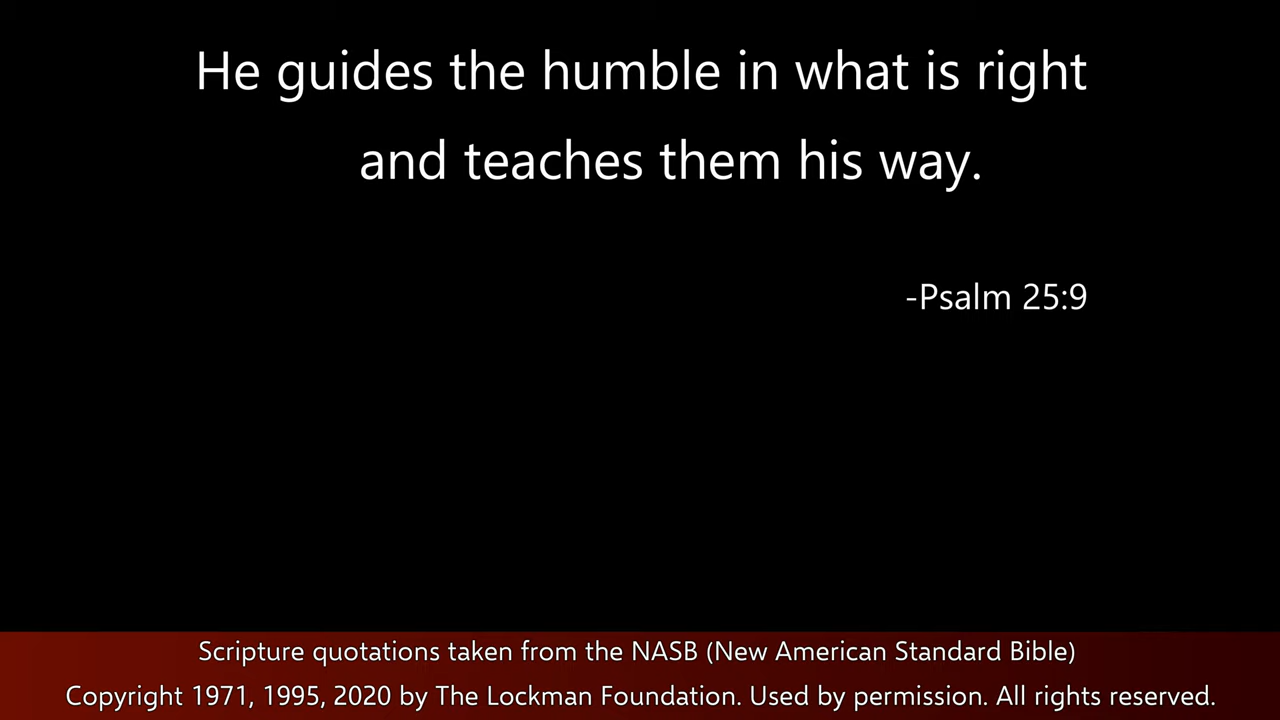 He guides the humble in what is right
and teaches them his way.
-Psalm 25:9
Scripture quotations taken from the NASB (New American Standard Bible)
Copyright 1971, 1995, 2020 by The Lockman Foundation. Used by permission. All rights reserved.